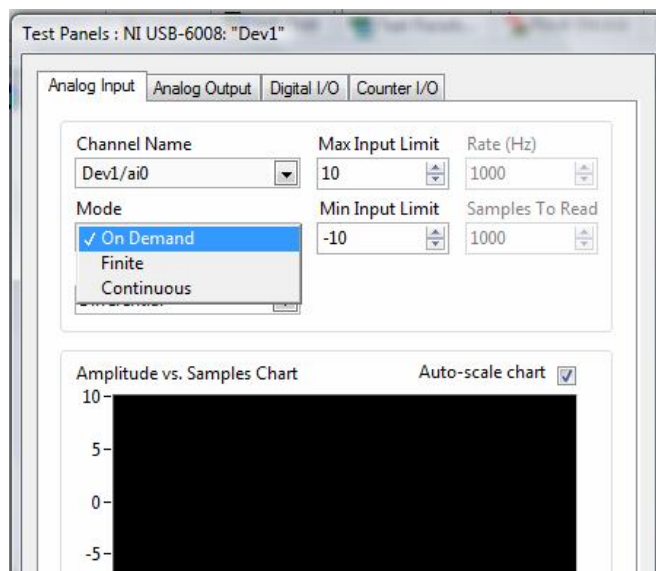 Test Panels : NI USB-6008: "Dev1"
Analog Input Analog Output Digital I/O Counter I/O
Channel Name Max Input Limit Rate (Hz)
Dev1/ai0 10 1000
Mode Min Input Limit Samples To Read
✓ On Demand -10 1000
Finite
Continuous
Amplitude vs. Samples Chart Auto-scale chart
10
5
0
-5